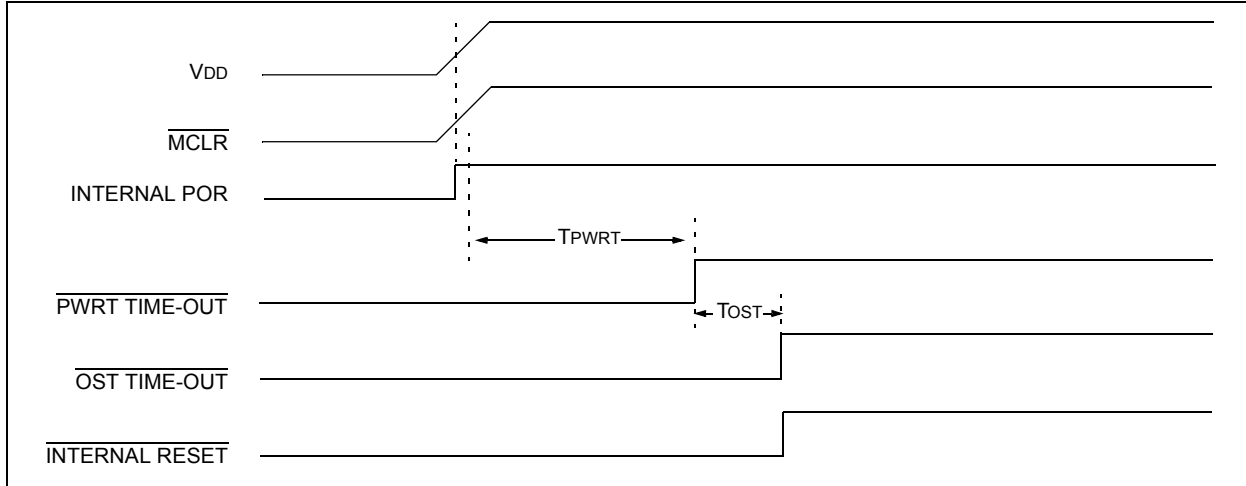 VDD
MCLR
INTERNAL POR
TPWRT
PWRT TIME-OUT
TOST
OST TIME-OUT
INTERNAL RESET